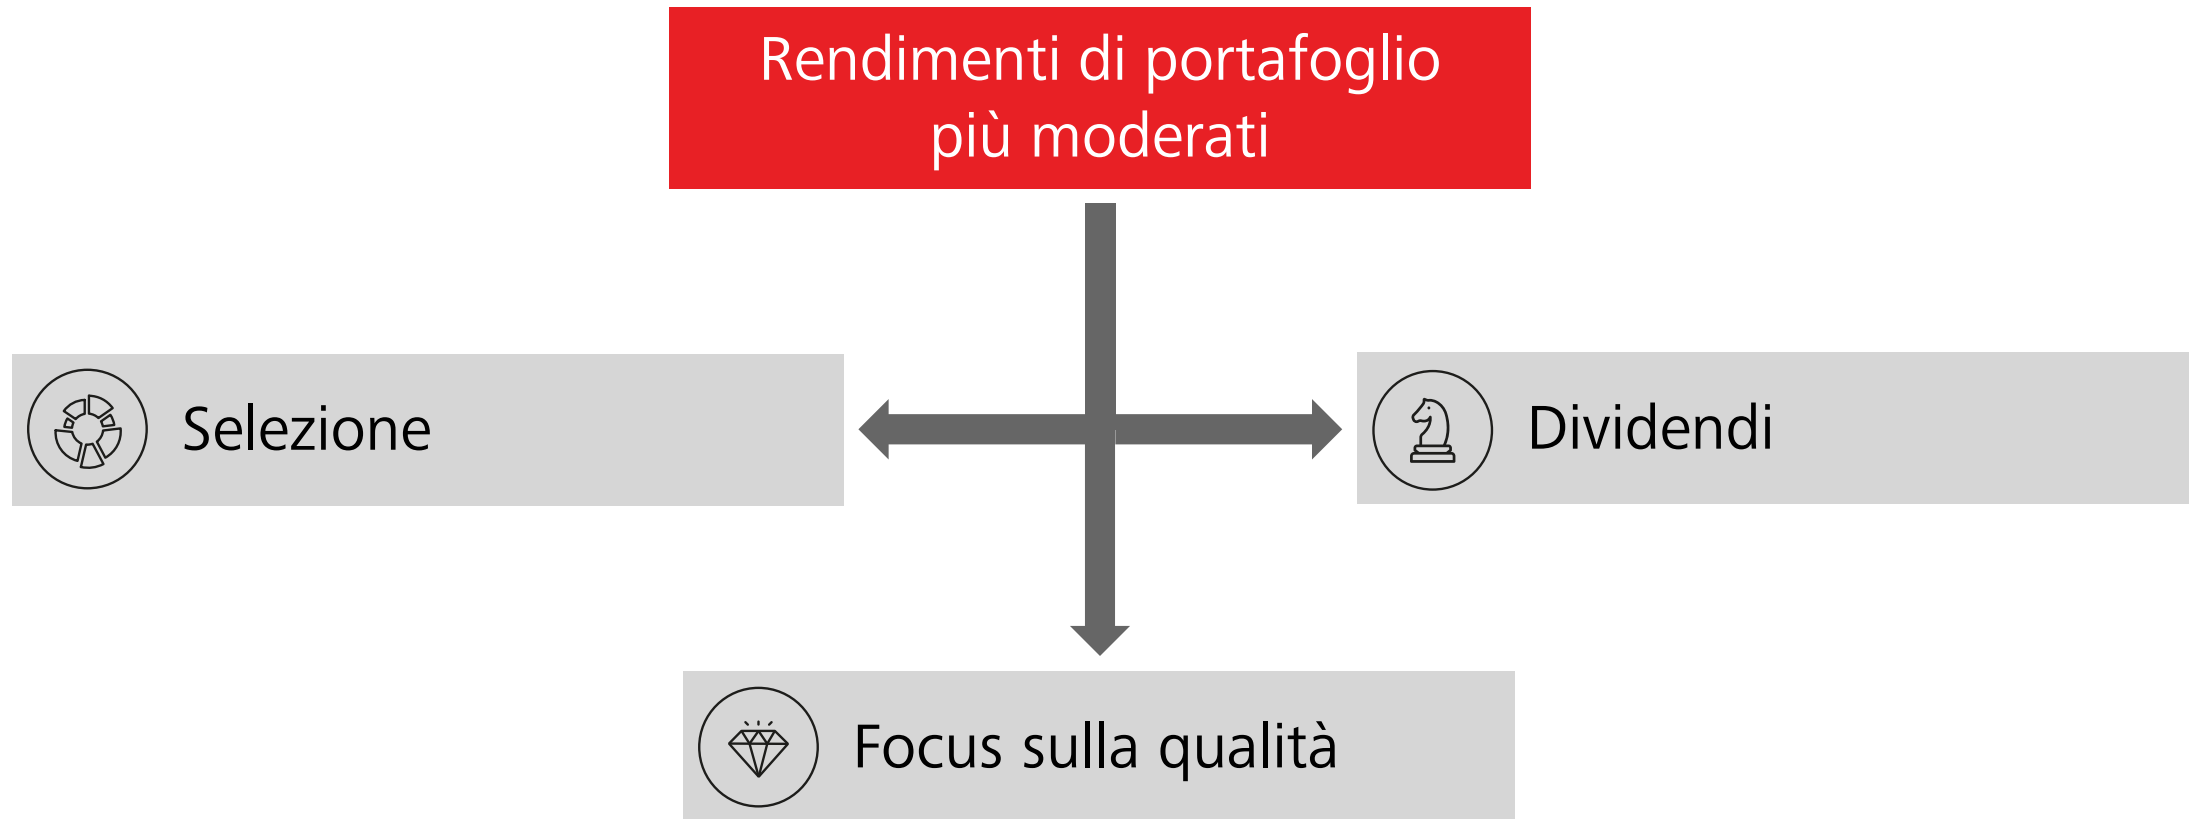 Rendimenti di portafoglio
più moderati
Selezione
Dividendi
Focus sulla qualità